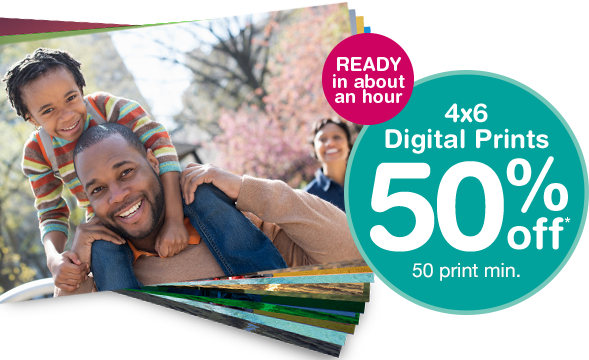 READY
in about
an hour
4x6
Digital Prints
50%
off*
50 print min.